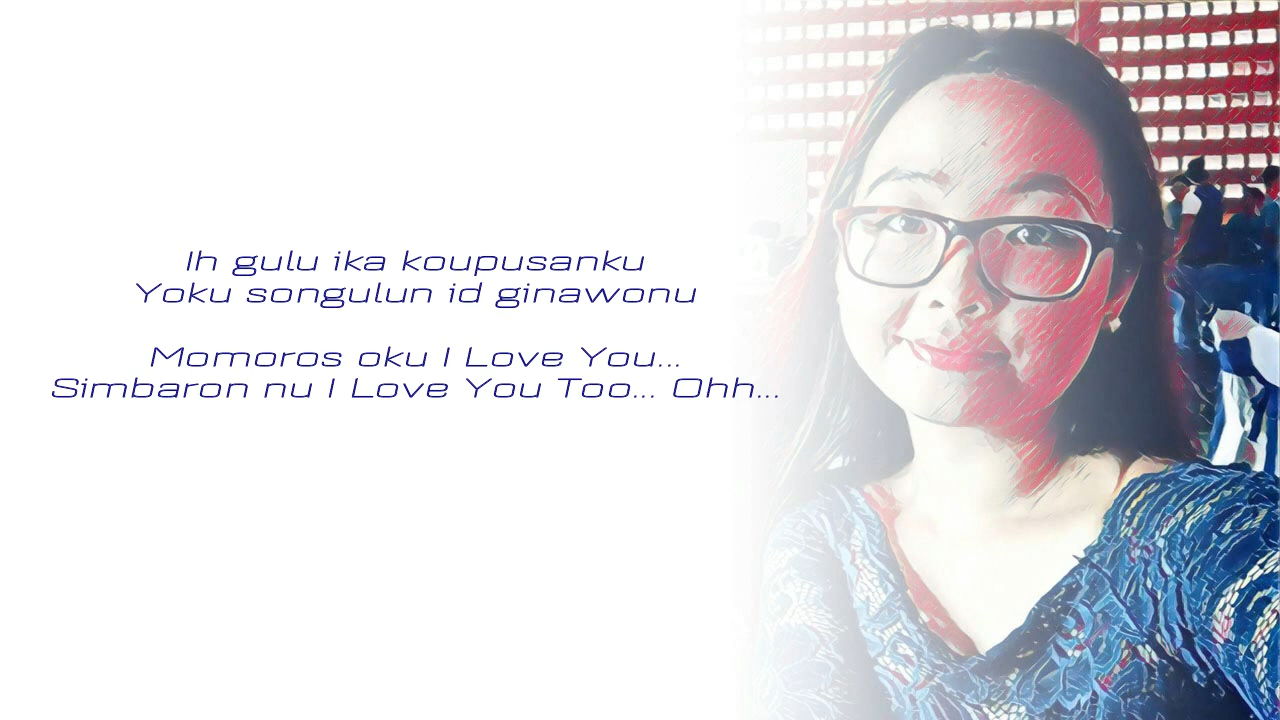 Ih gulu ika koupusanku
Yoku songulun id ginawonu
Momoros oku I Love You...
Simbaron nu I Love You Too... Ohh...